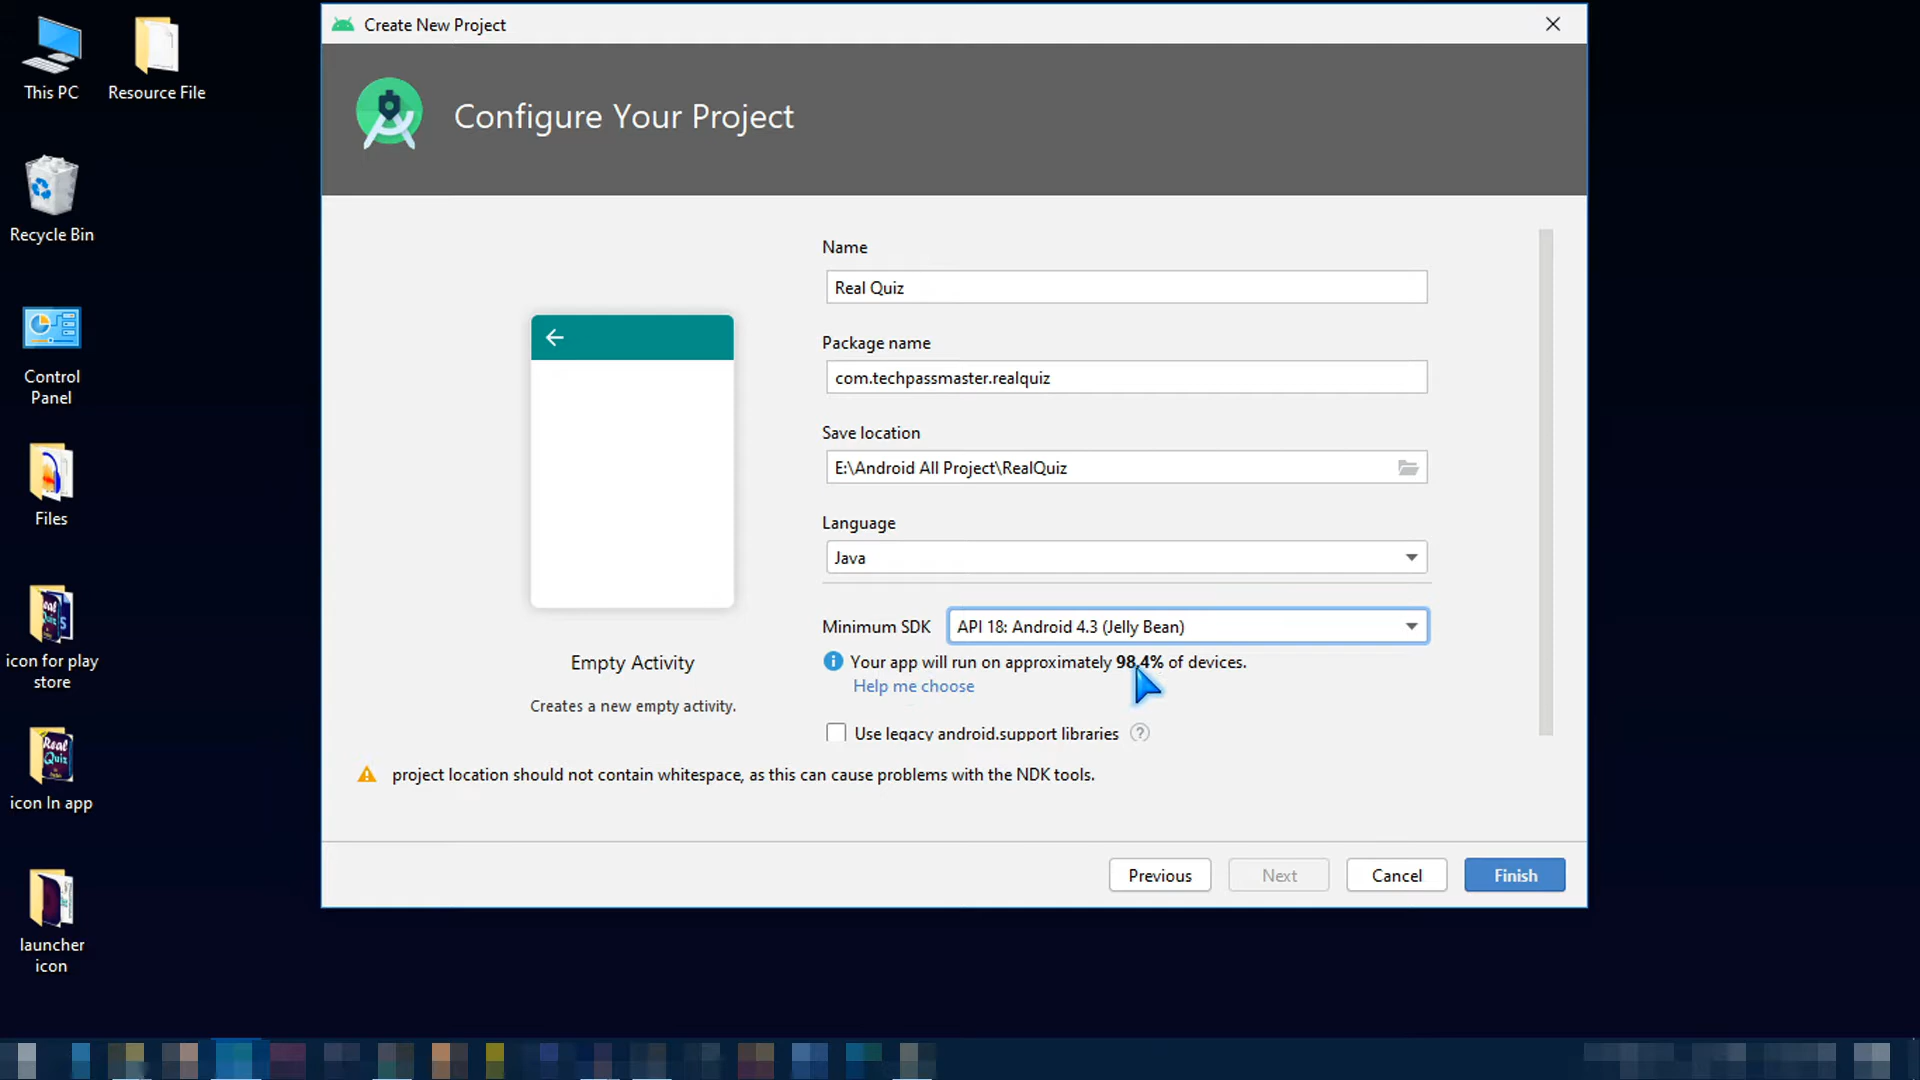 Create New Project
This PC
Resource File
Configure Your Project
Recycle Bin
Name
Real Quiz
Package name
com.techpassmaster.realquiz
Control
Panel
Save location
E:\Android All Project\RealQuiz
Files
Language
Java
Minimum SDK
API 18: Android 4.3 (Jelly Bean)
Real
Quiz
icon for play
store
Empty Activity
Your app will run on approximately 98.4% of devices.
Help me choose
Creates a new empty activity.
Use legacy android.support libraries
?
Real
Quiz
icon In app
project location should not contain whitespace, as this can cause problems with the NDK tools.
Previous
Next
Cancel
Finish
launcher
icon